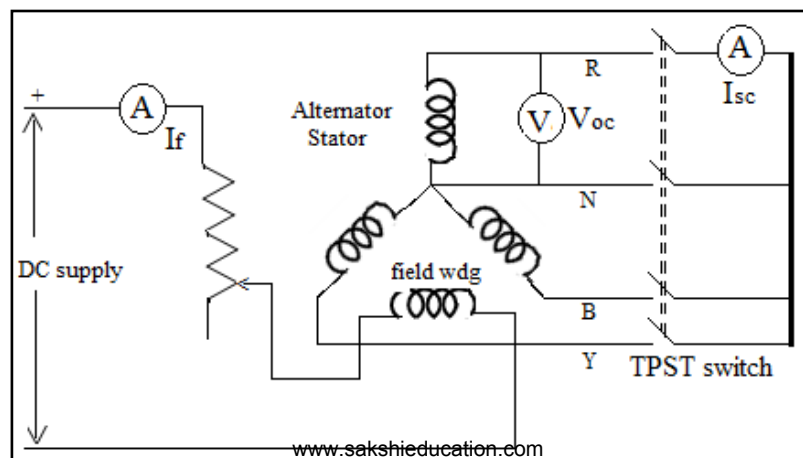 +
A
If
DC supply
Alternator
Stator
field wdg
R
V
Voc
A
Isc
N
B
Y
TPST switch
www.sakshieducation.com